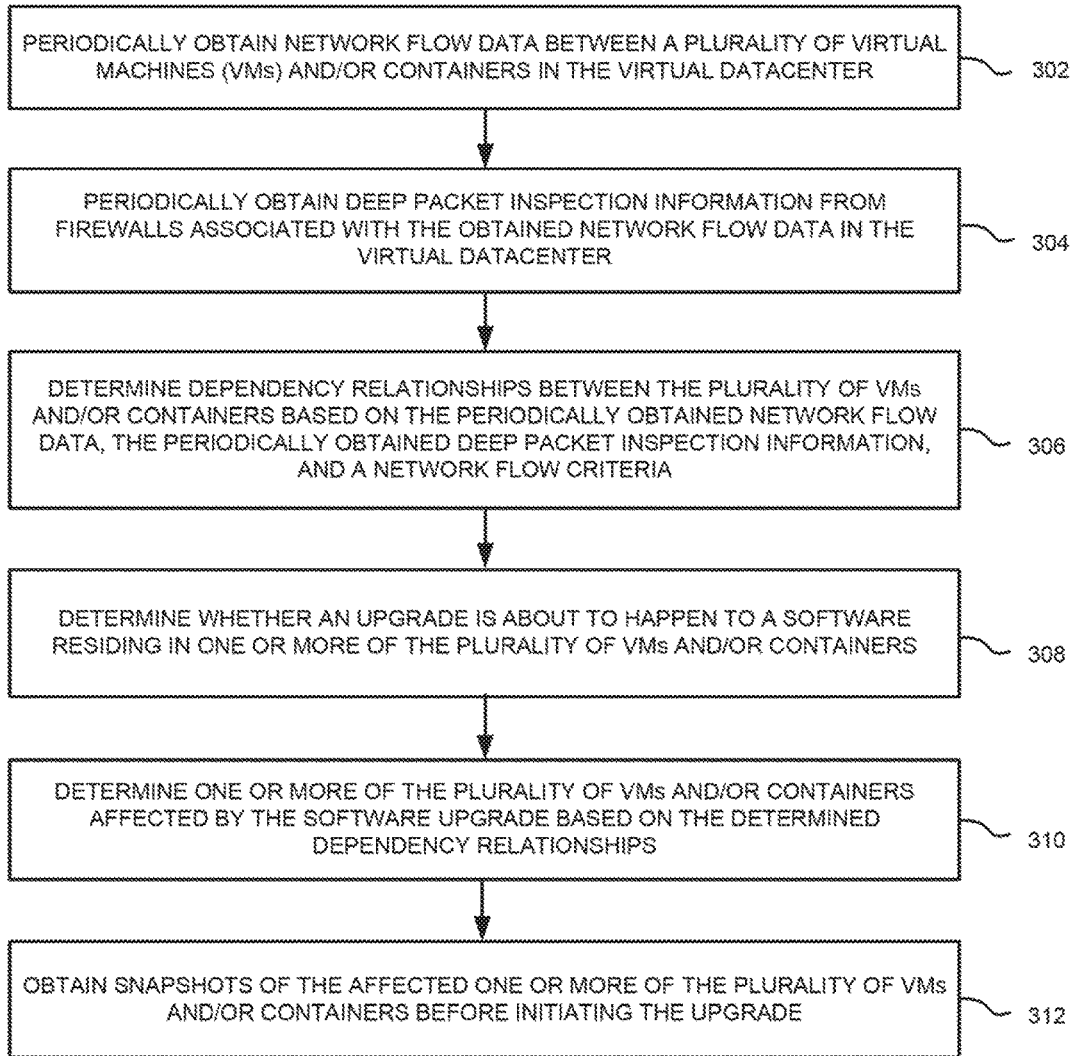 PERIODICALLY OBTAIN NETWORK FLOW DATA BETWEEN A PLURALITY OF VIRTUAL
MACHINES (VMs) AND/OR CONTAINERS IN THE VIRTUAL DATACENTER
302
PERIODICALLY OBTAIN DEEP PACKET INSPECTION INFORMATION FROM
FIREWALLS ASSOCIATED WITH THE OBTAINED NETWORK FLOW DATA IN THE
VIRTUAL DATACENTER
304
DETERMINE DEPENDENCY RELATIONSHIPS BETWEEN THE PLURALITY OF VMs
AND/OR CONTAINERS BASED ON THE PERIODICALLY OBTAINED NETWORK FLOW
DATA, THE PERIODICALLY OBTAINED DEEP PACKET INSPECTION INFORMATION,
AND A NETWORK FLOW CRITERIA
306
DETERMINE WHETHER AN UPGRADE IS ABOUT TO HAPPEN TO A SOFTWARE
RESIDING IN ONE OR MORE OF THE PLURALITY OF VMs AND/OR CONTAINERS
308
DETERMINE ONE OR MORE OF THE PLURALITY OF VMs AND/OR CONTAINERS
AFFECTED BY THE SOFTWARE UPGRADE BASED ON THE DETERMINED
DEPENDENCY RELATIONSHIPS
310
OBTAIN SNAPSHOTS OF THE AFFECTED ONE OR MORE OF THE PLURALITY OF VMs
AND/OR CONTAINERS BEFORE INITIATING THE UPGRADE
312